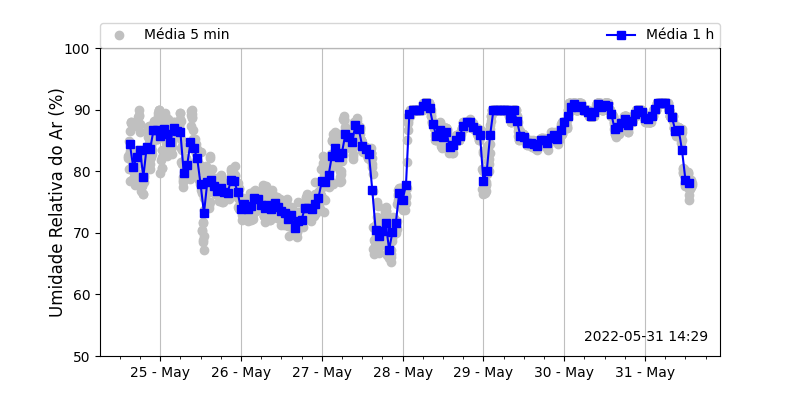 Média 5 min
Média 1 h
Umidade Relativa do Ar (%)
100
90
80
70
60
50
2022-05-31 14:29
25 - May
26 - May
27 - May
28 - May
29 - May
30 - May
31 - May